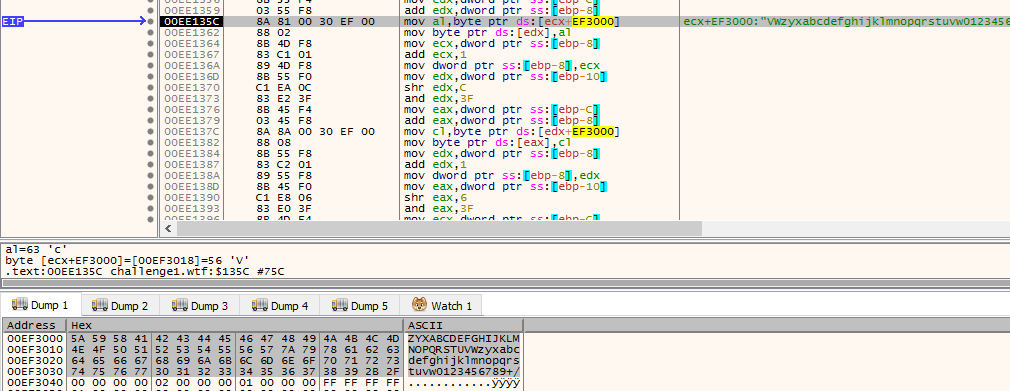 00EE1359 03 55 F8 add edx,dword ptr ss:[ebp-8]
EIP 00EE135C 8A 81 00 30 EF 00 mov al,byte ptr ds:[ecx+EF3000] ecx+EF3000:"VWzyxabcdefghijklmnopqrstuvw0123456
00EE1362 88 02 mov byte ptr ds:[edx],al
00EE1364 8B 4D F8 mov ecx,dword ptr ss:[ebp-8]
00EE1367 83 C1 01 add ecx,1
00EE136A 89 4D F8 mov dword ptr ss:[ebp-8],ecx
00EE136D 8B 55 F0 mov edx,dword ptr ss:[ebp-10]
00EE1370 C1 EA 0C shr edx,C
00EE1373 83 E2 3F and edx,3F
00EE1376 8B 45 F4 mov eax,dword ptr ss:[ebp-C]
00EE1379 03 45 F8 add eax,dword ptr ss:[ebp-8]
00EE137C 8A 8A 00 30 EF 00 mov cl,byte ptr ds:[edx+EF3000]
00EE1382 88 08 mov byte ptr ds:[eax],cl
00EE1384 8B 55 F8 mov edx,dword ptr ss:[ebp-8]
00EE1387 83 C2 01 add edx,1
00EE138A 89 55 F8 mov dword ptr ss:[ebp-8],edx
00EE138D 8B 45 F0 mov eax,dword ptr ss:[ebp-10]
00EE1390 C1 E8 06 shr eax,6
00EE1393 83 E0 3F and eax,3F
00EE1396 8B 4D F4 mov ecx,dword ptr ss:[ebp-C]
al=63 'c'
byte [ecx+EF3000]=[00EF3018]=56 'V'
.text:00EE135C challenge1.wtf:$135C #75C
Dump 1 Dump 2 Dump 3 Dump 4 Dump 5 Watch 1
Address Hex ASCII
00EF3000 5A 59 58 41 42 43 44 45 46 47 48 49 4A 4B 4C 4D ZYXABCDEFGHIJKLM
00EF3010 4E 4F 50 51 52 53 54 55 56 57 7A 79 78 61 62 63 NOPQRSTUVWzyxabc
00EF3020 64 65 66 67 68 69 6A 6B 6C 6D 6E 6F 70 71 72 73 defghijklmnopqrs
00EF3030 74 75 76 77 30 31 32 33 34 35 36 37 38 39 2B 2F tuvw0123456789+/
00EF3040 00 00 00 00 02 00 00 00 01 00 00 00 FF FF FF FF ............ÿÿÿÿ